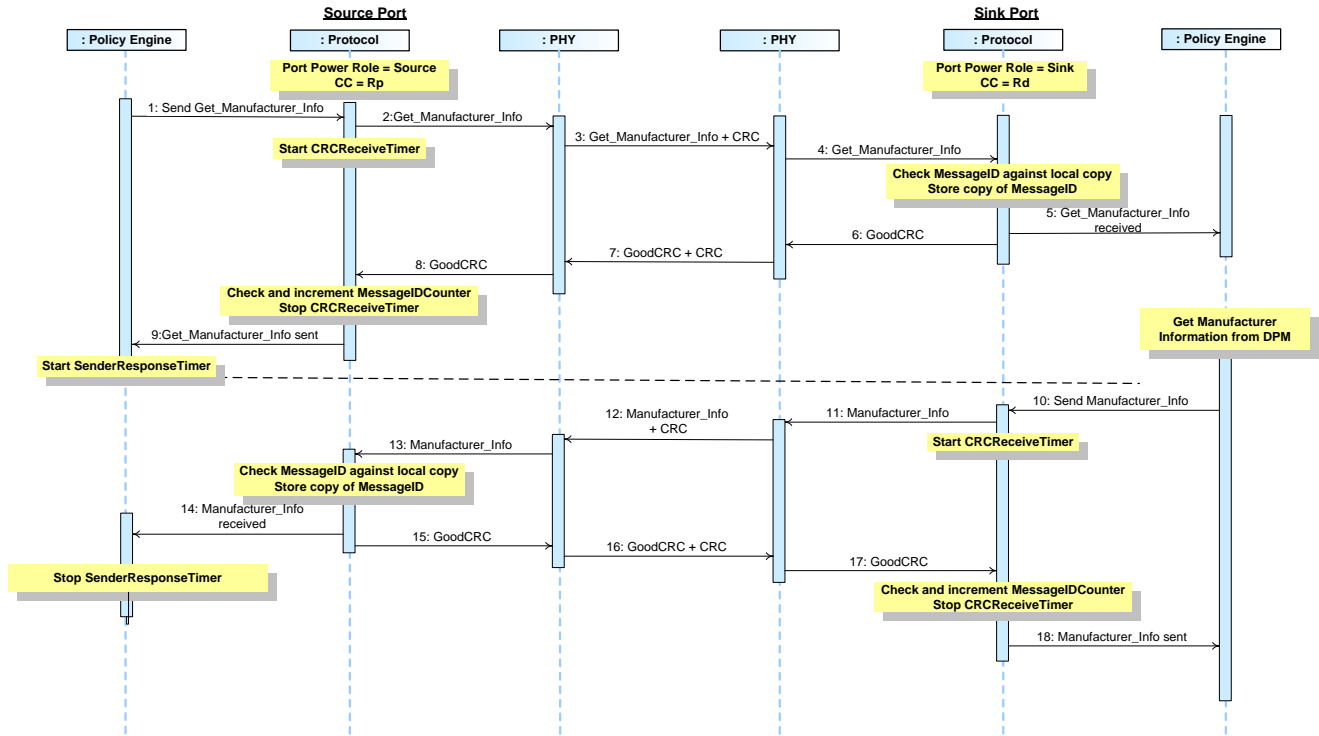 Source Port
Sink Port
: Policy Engine
: Protocol
: PHY
: PHY
: Protocol
: Policy Engine
Port Power Role = Source
CC = Rp
Port Power Role = Sink
CC = Rd
1: Send Get_Manufacturer_Info
2:Get_Manufacturer_Info
Start CRCReceiveTimer
3: Get_Manufacturer_Info + CRC
4: Get_Manufacturer_Info
Check MessageID against local copy
Store copy of MessageID
5: Get_Manufacturer_Info
received
6: GoodCRC
7: GoodCRC + CRC
8: GoodCRC
Check and increment MessageIDCounter
Stop CRCReceiveTimer
9:Get_Manufacturer_Info sent
Start SenderResponseTimer
Get Manufacturer
Information from DPM
10: Send Manufacturer_Info
11: Manufacturer_Info
Start CRCReceiveTimer
12: Manufacturer_Info
+ CRC
13: Manufacturer_Info
Check MessageID against local copy
Store copy of MessageID
14: Manufacturer_Info
received
15: GoodCRC
16: GoodCRC + CRC
17: GoodCRC
Stop SenderResponseTimer
Check and increment MessageIDCounter
Stop CRCReceiveTimer
18: Manufacturer_Info sent